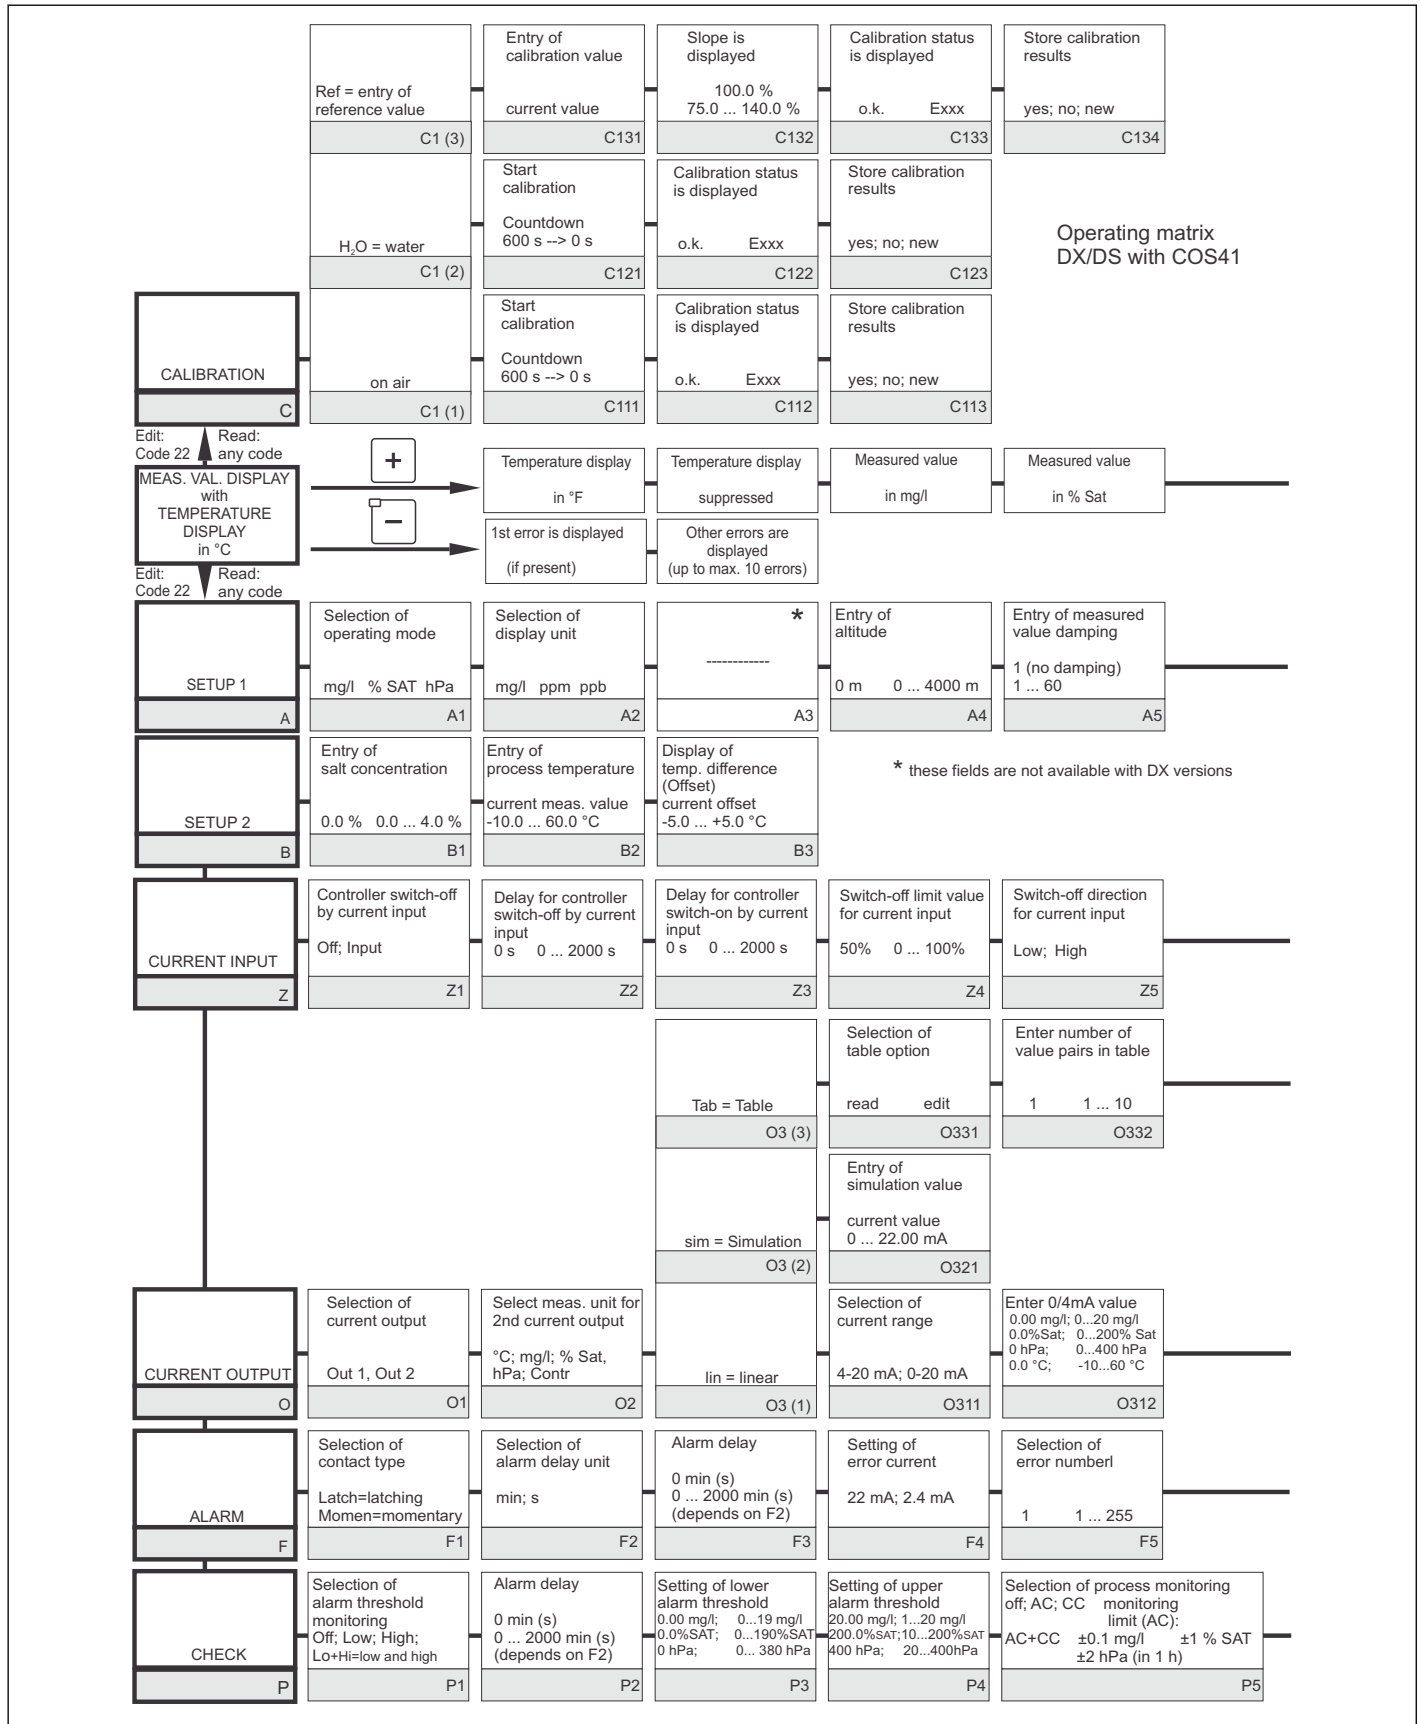 Ref = entry of
reference value
C1 (3)
Entry of
calibration value
current value
C131
Slope is
displayed
100.0 %
75.0 ... 140.0 %
C132
Calibration status
is displayed
o.k. Exxx
C133
Store calibration
results
yes; no; new
C134
H₂O = water
C1 (2)
Start
calibration
Countdown
600 s --> 0 s
C121
Calibration status
is displayed
o.k. Exxx
C122
Store calibration
results
yes; no; new
C123
Operating matrix
DX/DS with COS41
CALIBRATION
C
on air
C1 (1)
Start
calibration
Countdown
600 s --> 0 s
C111
Calibration status
is displayed
o.k. Exxx
C112
Store calibration
results
yes; no; new
C113
Edit:
Code 22
Read:
any code
MEAS. VAL. DISPLAY
with
TEMPERATURE
DISPLAY
in °C
+
−
Temperature display
in °F
Temperature display
suppressed
Measured value
in mg/l
Measured value
in % Sat
1st error is displayed
(if present)
Other errors are
displayed
(up to max. 10 errors)
Edit:
Code 22
Read:
any code
SETUP 1
A
Selection of
operating mode
mg/l % SAT hPa
A1
Selection of
display unit
mg/l ppm ppb
A2
*
------------
A3
Entry of
altitude
0 m 0 ... 4000 m
A4
Entry of measured
value damping
1 (no damping)
1 ... 60
A5
SETUP 2
B
Entry of
salt concentration
0.0 % 0.0 ... 4.0 %
B1
Entry of
process temperature
current meas. value
-10.0 ... 60.0 °C
B2
Display of
temp. difference
(Offset)
current offset
-5.0 ... +5.0 °C
B3
* these fields are not available with DX versions
CURRENT INPUT
Z
Controller switch-off
by current input
Off; Input
Z1
Delay for controller
switch-off by current
input
0 s 0 ... 2000 s
Z2
Delay for controller
switch-on by current
input
0 s 0 ... 2000 s
Z3
Switch-off limit value
for current input
50% 0 ... 100%
Z4
Switch-off direction
for current input
Low; High
Z5
Tab = Table
O3 (3)
Selection of
table option
read edit
O331
Enter number of
value pairs in table
1 1 ... 10
O332
sim = Simulation
O3 (2)
Entry of
simulation value
current value
0 ... 22.00 mA
O321
CURRENT OUTPUT
O
Selection of
current output
Out 1, Out 2
O1
Select meas. unit for
2nd current output
°C; mg/l; % Sat,
hPa; Contr
O2
lin = linear
O3 (1)
Selection of
current range
4-20 mA; 0-20 mA
O311
Enter 0/4mA value
0.00 mg/l; 0...20 mg/l
0.0%Sat; 0...200% Sat
0 hPa; 0...400 hPa
0.0 °C; -10...60 °C
O312
ALARM
F
Selection of
contact type
Latch=latching
Momen=momentary
F1
Selection of
alarm delay unit
min; s
F2
Alarm delay
0 min (s)
0 ... 2000 min (s)
(depends on F2)
F3
Setting of
error current
22 mA; 2.4 mA
F4
Selection of
error numberl
1 1 ... 255
F5
CHECK
P
Selection of
alarm threshold
monitoring
Off; Low; High;
Lo+Hi=low and high
P1
Alarm delay
0 min (s)
0 ... 2000 min (s)
(depends on F2)
P2
Setting of lower
alarm threshold
0.00 mg/l; 0...19 mg/l
0.0%SAT; 0...190%SAT
0 hPa; 0... 380 hPa
P3
Setting of upper
alarm threshold
20.00 mg/l; 1...20 mg/l
200.0%SAT; 10...200%SAT
400 hPa; 20...400hPa
P4
Selection of process monitoring
off; AC; CC monitoring
limit (AC):
AC+CC ±0.1 mg/l ±1 % SAT
±2 hPa (in 1 h)
P5